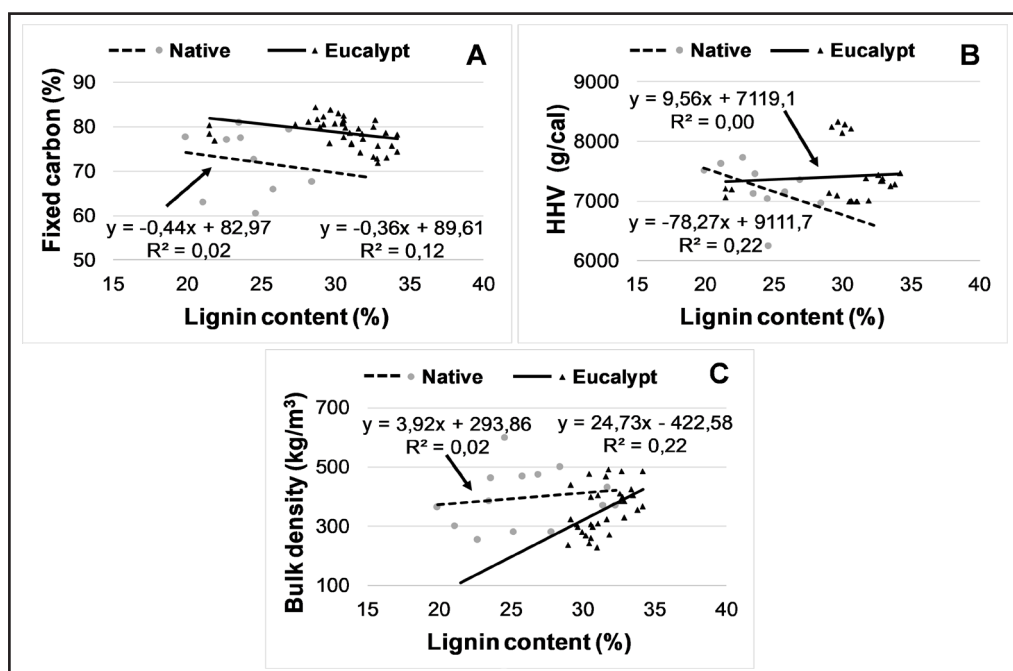 Native Eucalypt A
Fixed carbon (%)
90
80
70
60
50
y = -0,44x + 82,97
R² = 0,02
y = -0,36x + 89,61
R² = 0,12
15 20 25 30 35 40
Lignin content (%)
Native Eucalypt B
HHV (g/cal)
9000
8000
7000
6000
y = 9,56x + 7119,1
R² = 0,00
y = -78,27x + 9111,7
R² = 0,22
15 20 25 30 35 40
Lignin content (%)
Native Eucalypt C
Bulk density (kg/m³)
700
500
300
100
y = 3,92x + 293,86
R² = 0,02
y = 24,73x - 422,58
R² = 0,22
15 20 25 30 35 40
Lignin content (%)